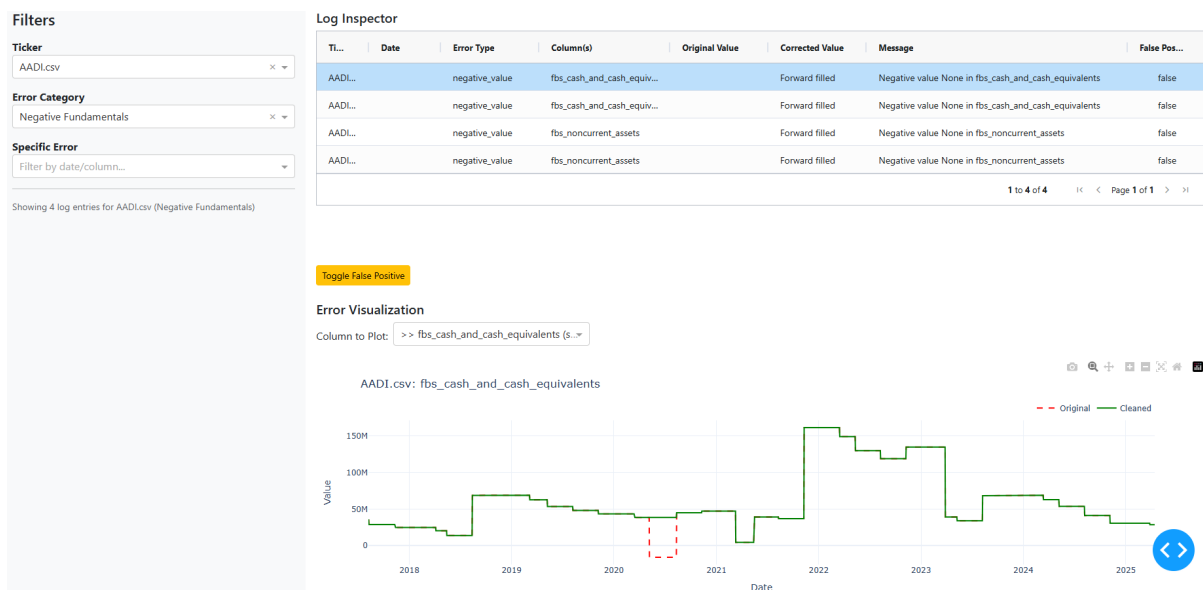 Filters
Ticker
AADI.csv
Error Category
Negative Fundamentals
Specific Error
Filter by date/column...
Showing 4 log entries for AADI.csv (Negative Fundamentals)
Log Inspector
Ti... Date Error Type Column(s) Original Value Corrected Value Message False Pos...
AADI... negative_value fbs_cash_and_cash_equiv... Forward filled Negative value None in fbs_cash_and_cash_equivalents false
AADI... negative_value fbs_cash_and_cash_equiv... Forward filled Negative value None in fbs_cash_and_cash_equivalents false
AADI... negative_value fbs_noncurrent_assets Forward filled Negative value None in fbs_noncurrent_assets false
AADI... negative_value fbs_noncurrent_assets Forward filled Negative value None in fbs_noncurrent_assets false
1 to 4 of 4 Page 1 of 1
Toggle False Positive
Error Visualization
Column to Plot: >> fbs_cash_and_cash_equivalents (s...
AADI.csv: fbs_cash_and_cash_equivalents
Original Cleaned
150M
100M
50M
0
Value
2018 2019 2020 2021 2022 2023 2024 2025
Date